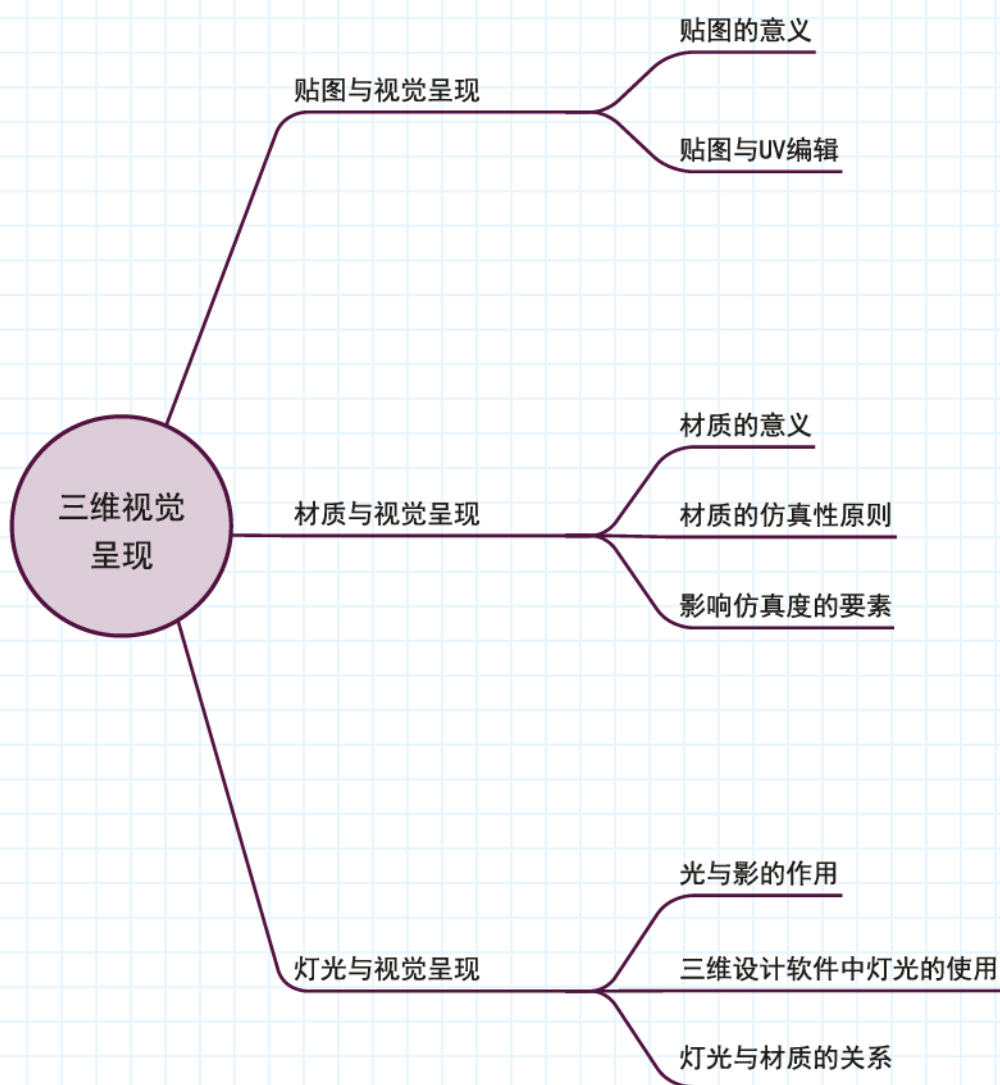 贴图的意义
贴图与视觉呈现
贴图与UV编辑
材质的意义
三维视觉
呈现
材质与视觉呈现
材质的仿真性原则
影响仿真度的要素
光与影的作用
灯光与视觉呈现
三维设计软件中灯光的使用
灯光与材质的关系